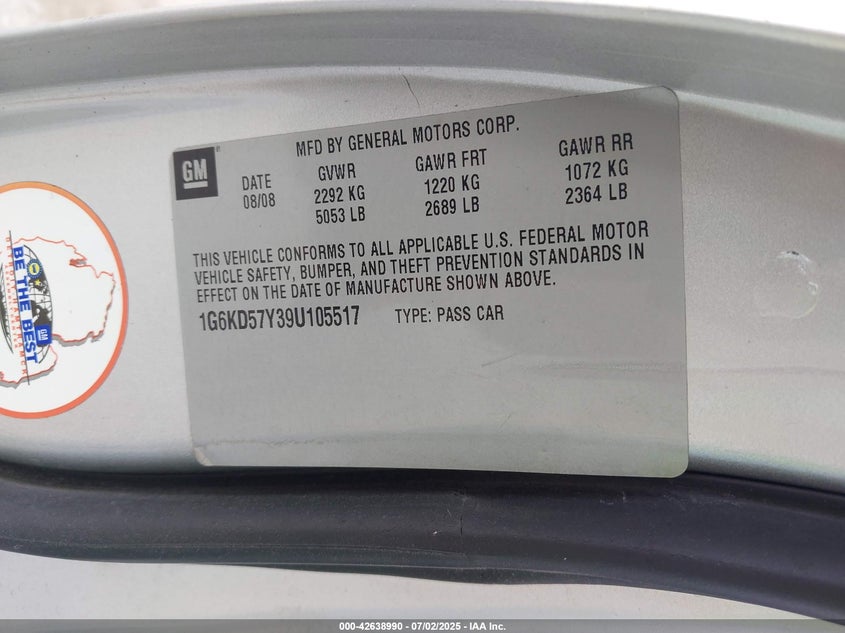 MFD BY GENERAL MOTORS CORP.
GM
DATE GVWR GAWR FRT GAWR RR
08/08 2292 KG 1220 KG 1072 KG
5053 LB 2689 LB 2364 LB
THIS VEHICLE CONFORMS TO ALL APPLICABLE U.S. FEDERAL MOTOR
VEHICLE SAFETY, BUMPER, AND THEFT PREVENTION STANDARDS IN
EFFECT ON THE DATE OF MANUFACTURE SHOWN ABOVE.
1G6KD57Y39U105517 TYPE: PASS CAR
BE THE BEST
GM
000-42638990 - 07/02/2025 - IAA Inc.